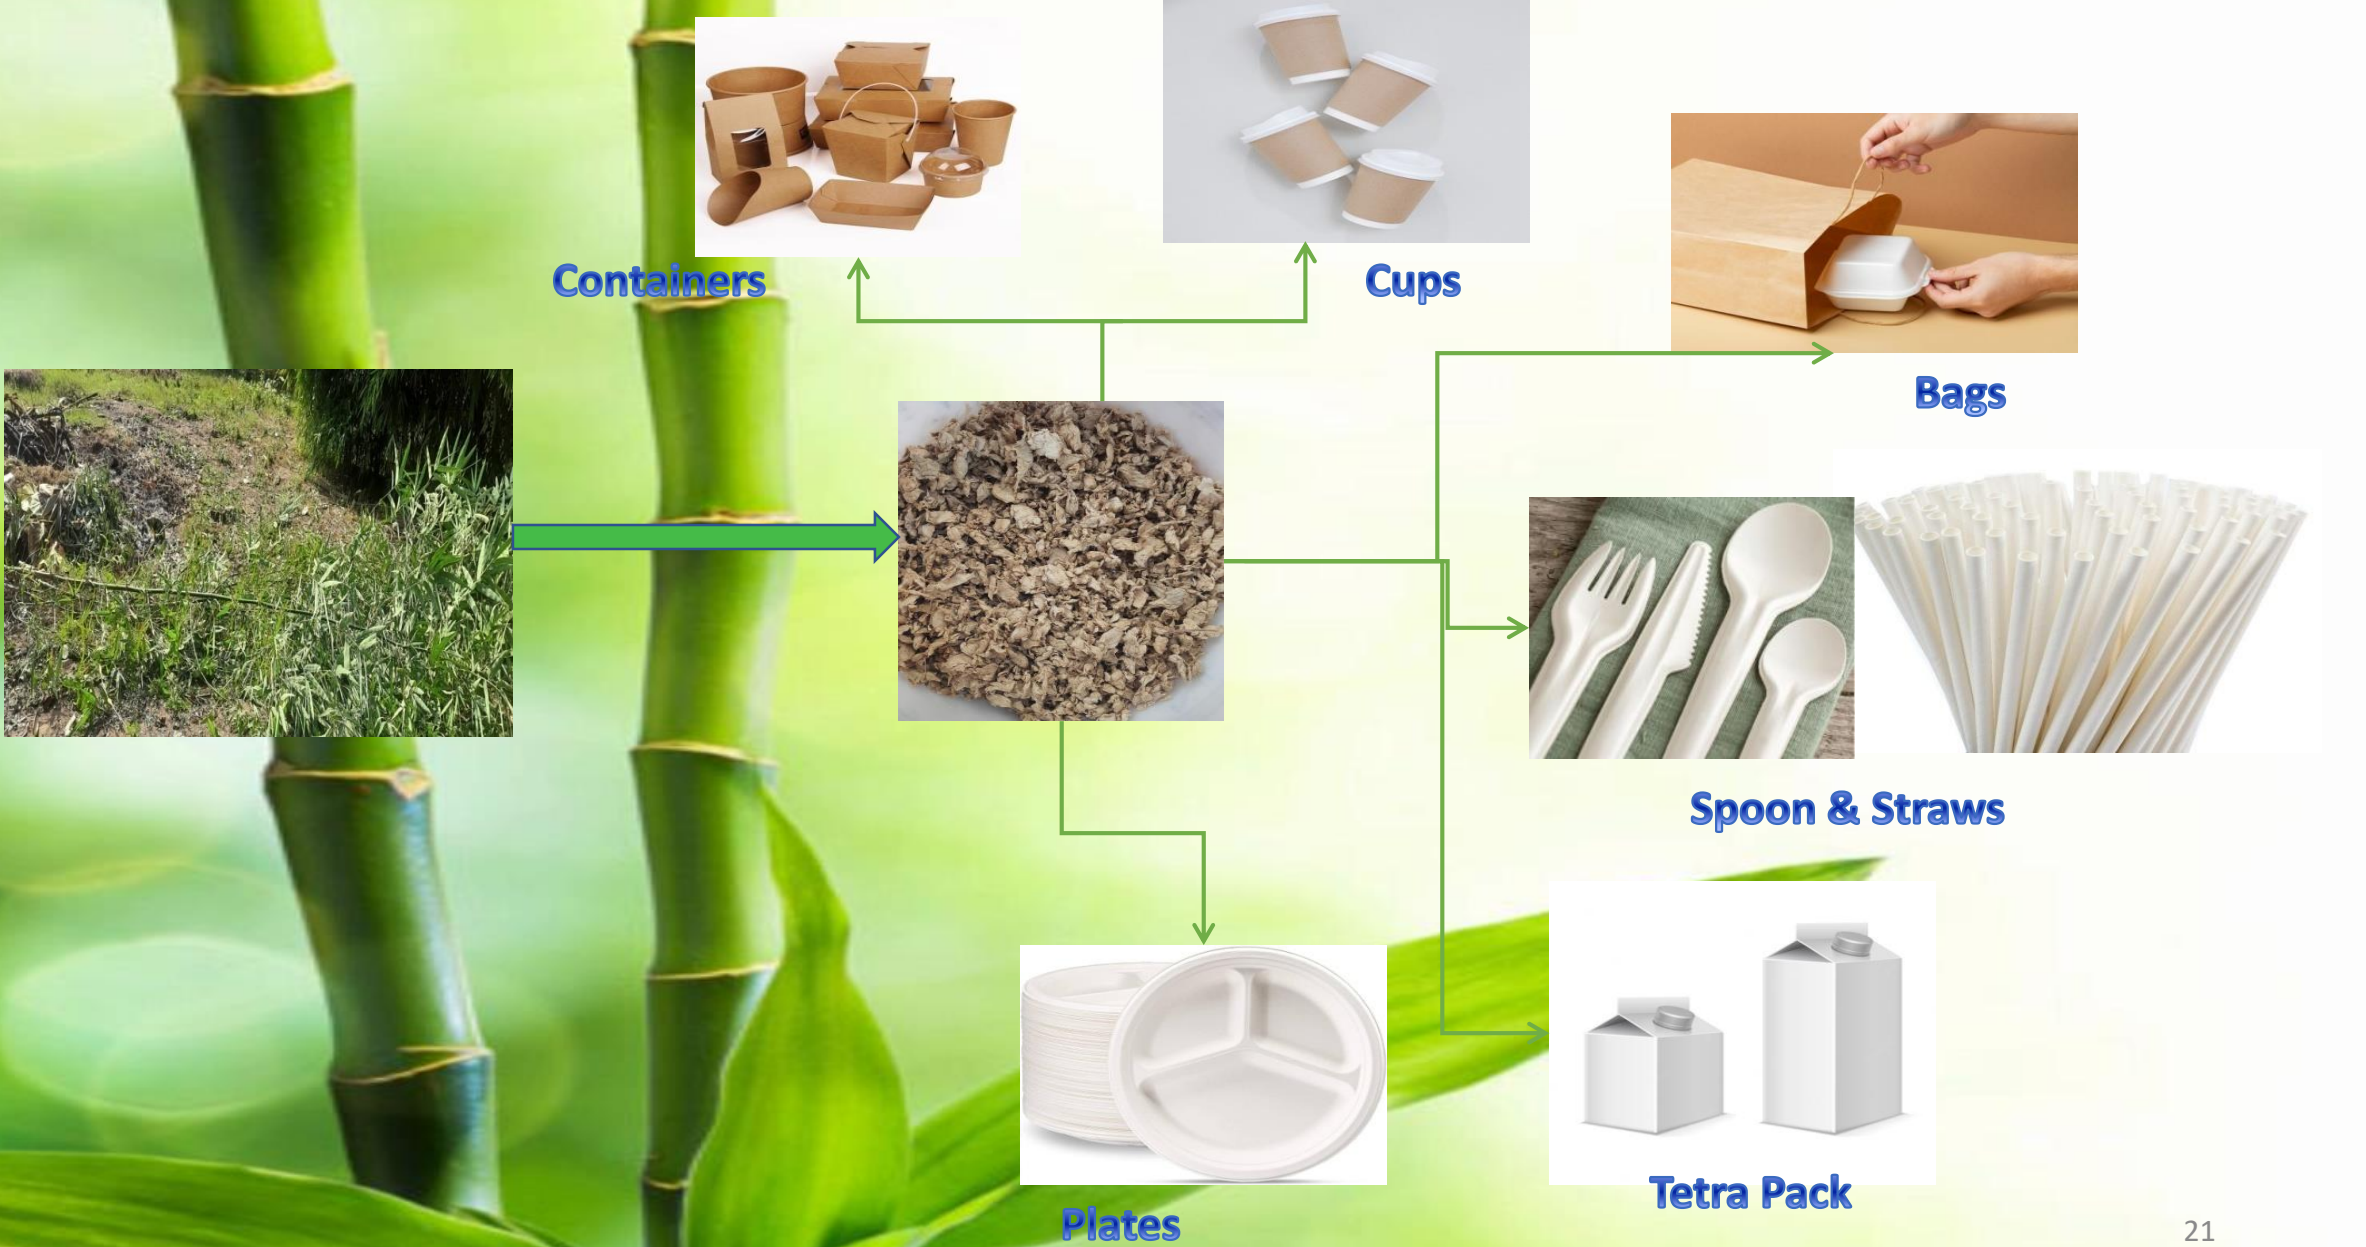 Containers
Cups
Bags
Spoon & Straws
Tetra Pack
Plates
21